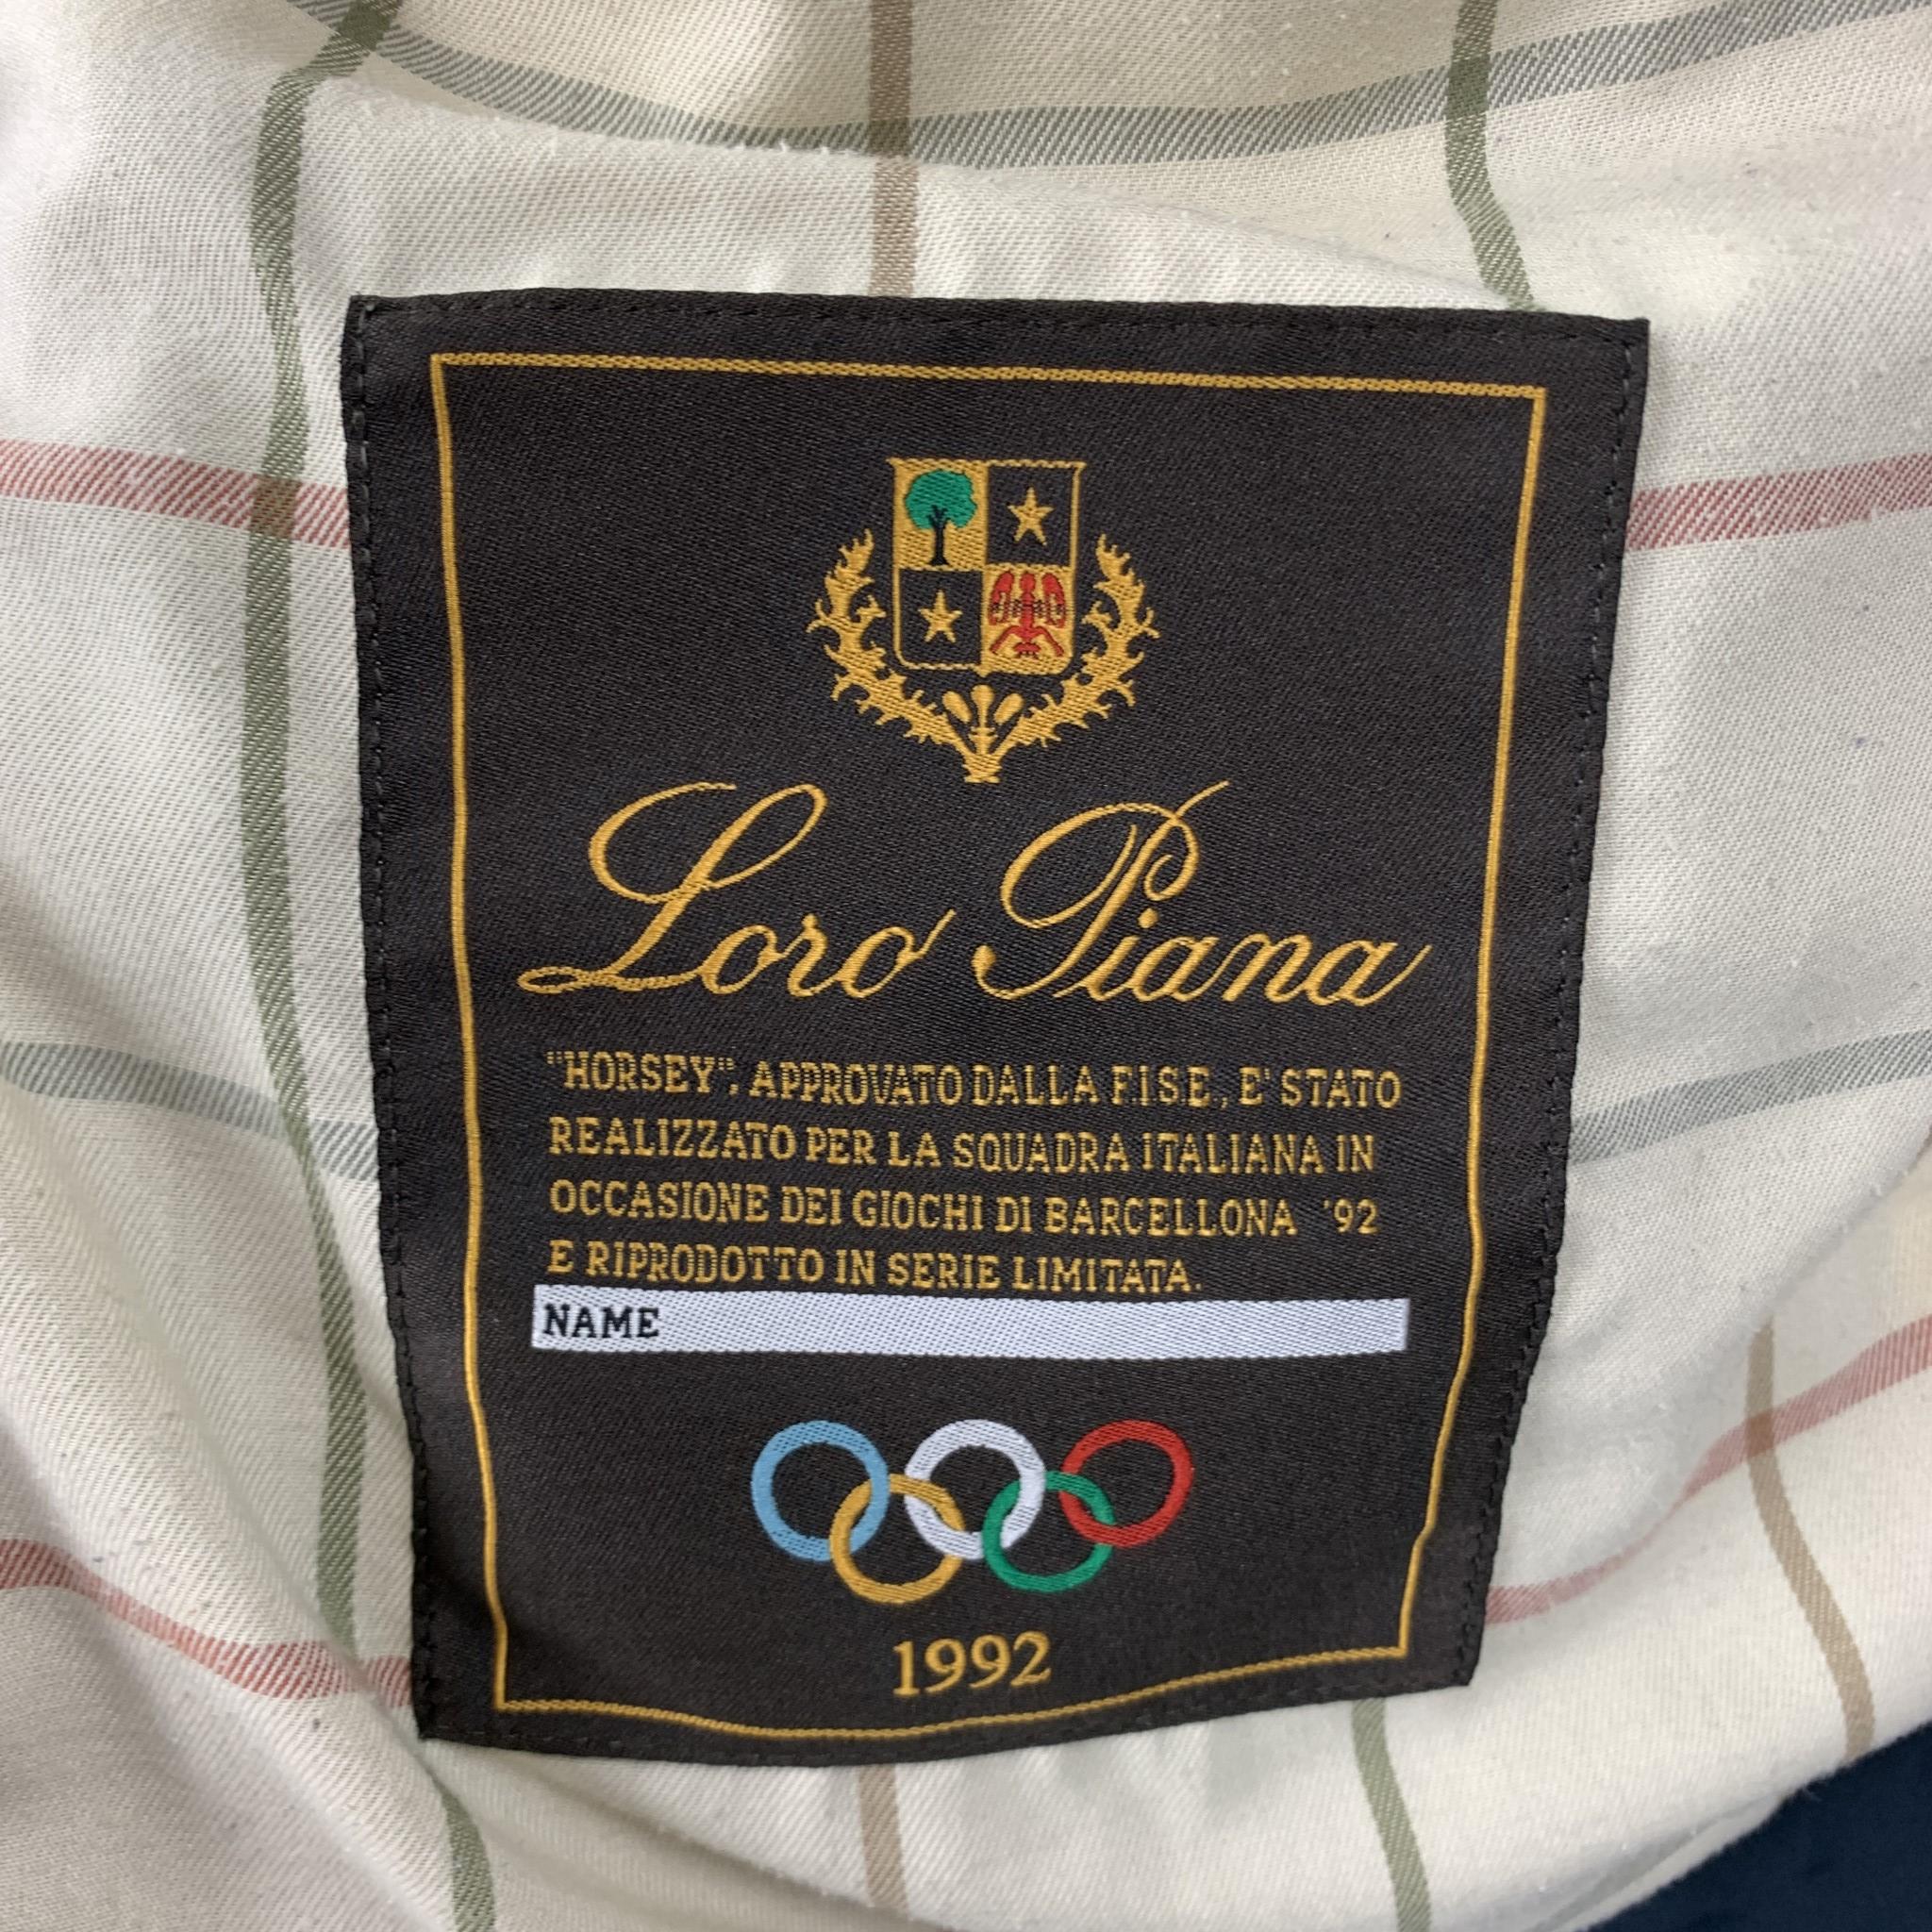 Loro Piana
"HORSEY", APPROVATO DALLA F.I.S.E., E' STATO
REALIZZATO PER LA SQUADRA ITALIANA IN
OCCASIONE DEI GIOCHI DI BARCELLONA '92
E RIPRODOTTO IN SERIE LIMITATA.
NAME
1992